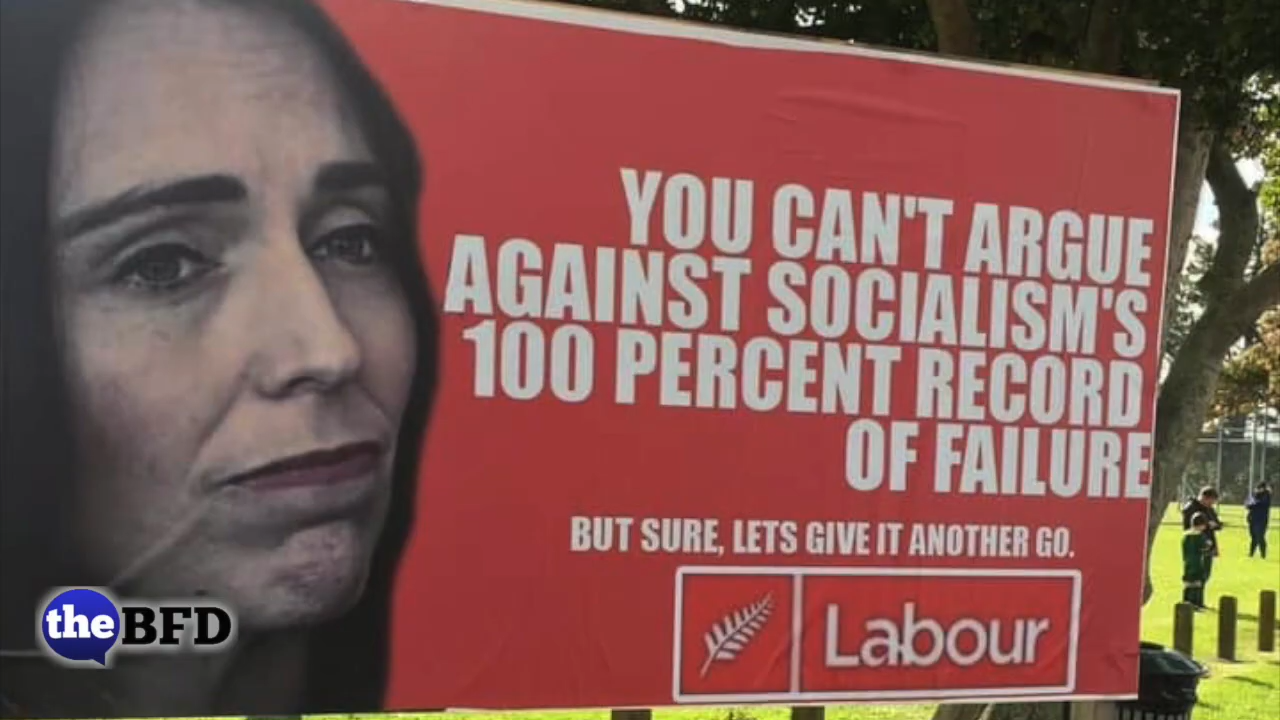 YOU CAN'T ARGUE
AGAINST SOCIALISM'S
100 PERCENT RECORD
OF FAILURE
BUT SURE, LETS GIVE IT ANOTHER GO.
Labour
theBFD